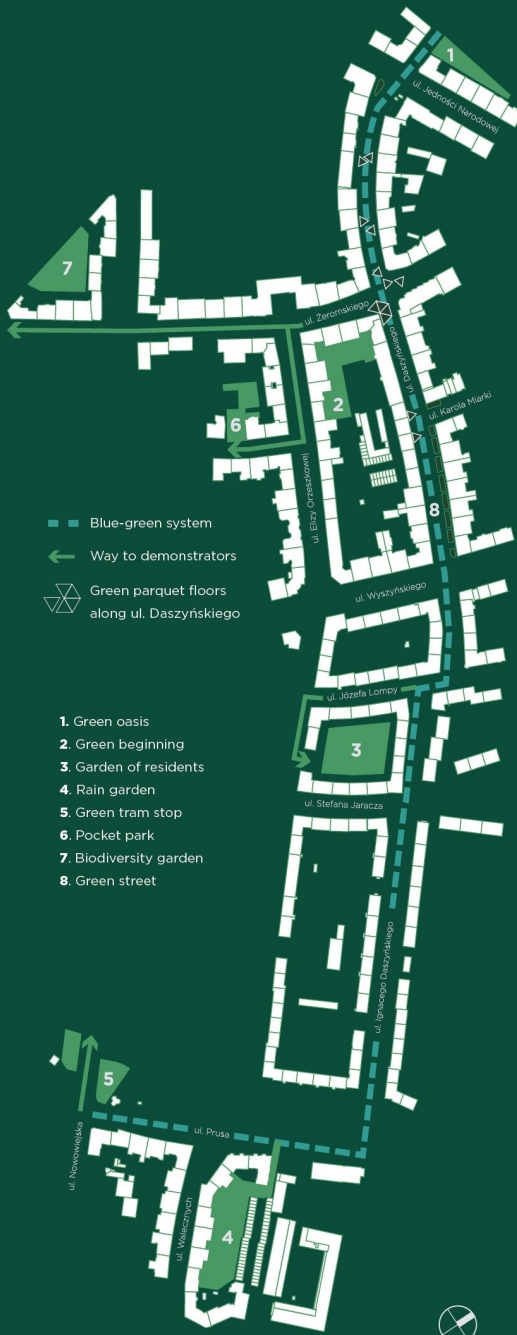 1
ul. Jedności Narodowej
7
ul. Żeromskiego
ul. Daszyńskiego
2
ul. Karola Miarki
6
ul. Elizy Orzeszkowej
8
Blue-green system
Way to demonstrators
Green parquet floors
along ul. Daszyńskiego
ul. Wyszyńskiego
ul. Józefa Lompy
1. Green oasis
2. Green beginning
3. Garden of residents
4. Rain garden
5. Green tram stop
6. Pocket park
7. Biodiversity garden
8. Green street
3
ul. Stefana Jaracza
ul. Ignacego Daszyńskiego
5
ul. Prusa
ul. Nowowiejska
ul. Walecznych
4